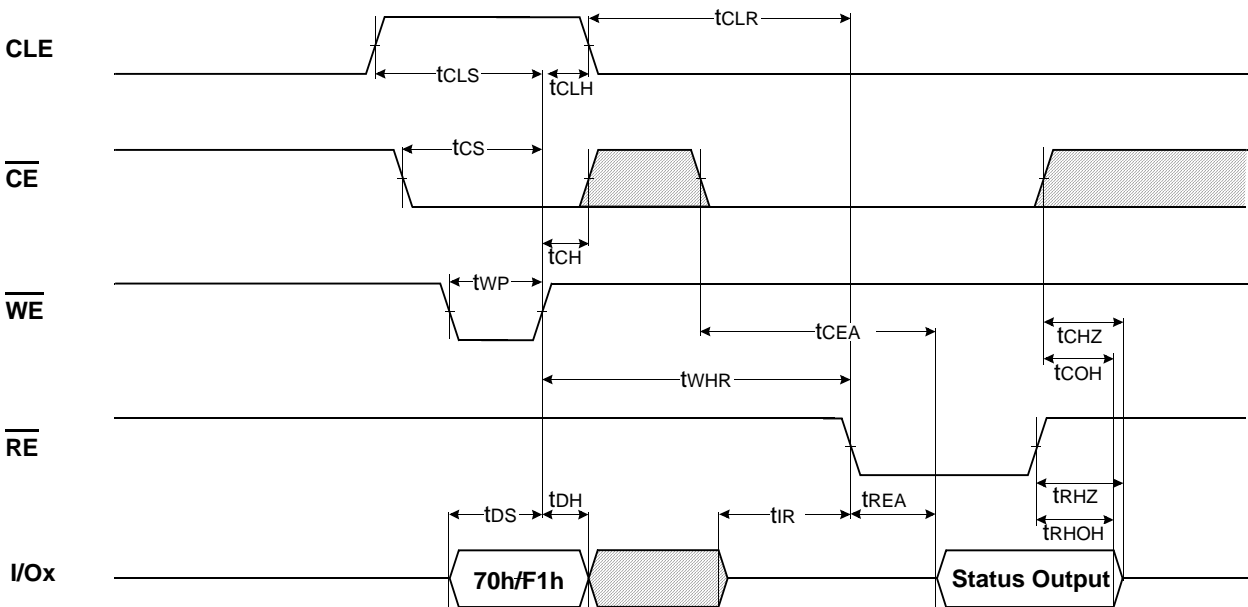 tCLR
CLE
tCLS
tCLH
tCS
CE
tCH
tWP
WE
tCEA
tCHZ
tCOH
tWHR
RE
tDH
tREA
tRHZ
tDS
tIR
tRHOH
I/Ox
70h/F1h
Status Output